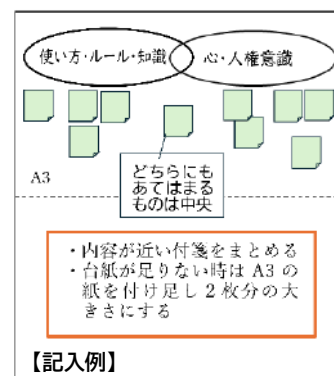 使い方・ルール・知識
心・人権意識
A3
どちらにも
あてはまる
ものは中央
・内容が近い付箋をまとめる
・台紙が足りない時は A3 の
紙を付け足し 2 枚分の大
きさにする
【記入例】